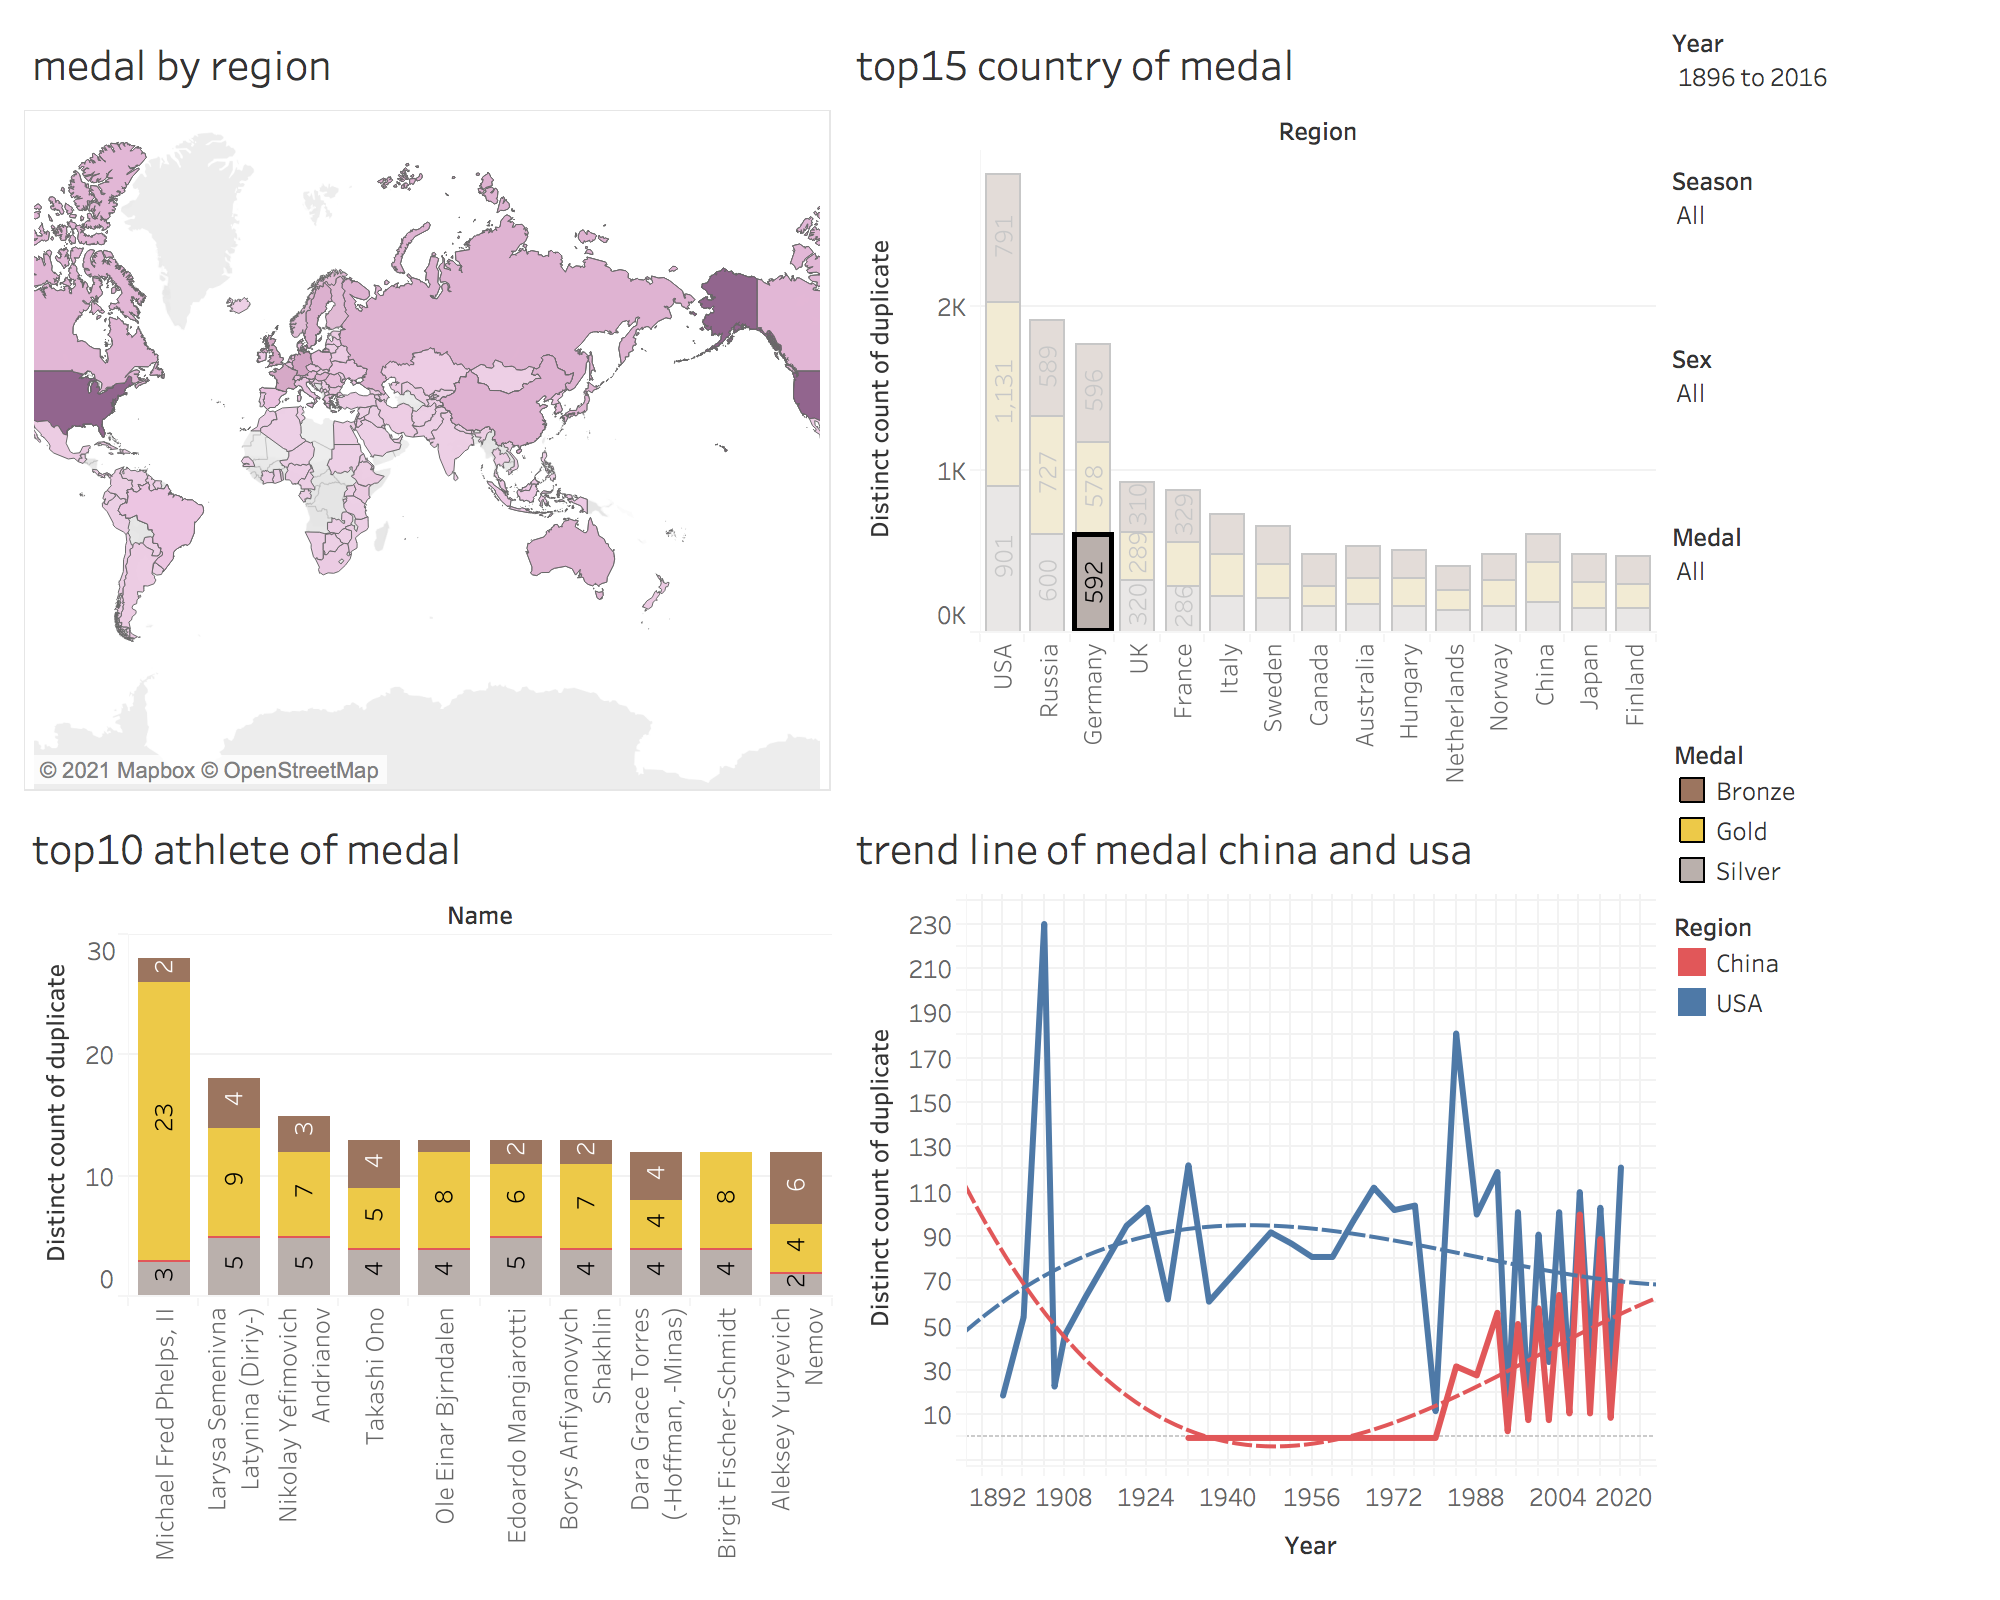 medal by region
© 2021 Mapbox © OpenStreetMap
top15 country of medal
Region
Distinct count of duplicate
2K
1K
0K
791
1,131
901
589
727
600
596
578
592
310
289
320
329
286
USA
Russia
Germany
UK
France
Italy
Sweden
Canada
Australia
Hungary
Netherlands
Norway
China
Japan
Finland
Year
1896 to 2016
Season
All
Sex
All
Medal
All
Medal
Bronze
Gold
Silver
Region
China
USA
top10 athlete of medal
Name
Distinct count of duplicate
30
20
10
0
2
23
3
4
9
5
3
7
5
4
5
4
8
4
2
6
5
2
7
4
4
4
4
8
4
6
4
2
Michael Fred Phelps, II
Larysa Semenivna
Latynina (Diriy-)
Nikolay Yefimovich
Andrianov
Takashi Ono
Ole Einar Bjrndalen
Edoardo Mangiarotti
Borys Anfiyanovych
Shakhlin
Dara Grace Torres
(-Hoffman, -Minas)
Birgit Fischer-Schmidt
Aleksey Yuryevich
Nemov
trend line of medal china and usa
Distinct count of duplicate
230
210
190
170
150
130
110
90
70
50
30
10
1892 1908 1924 1940 1956 1972 1988 2004 2020
Year